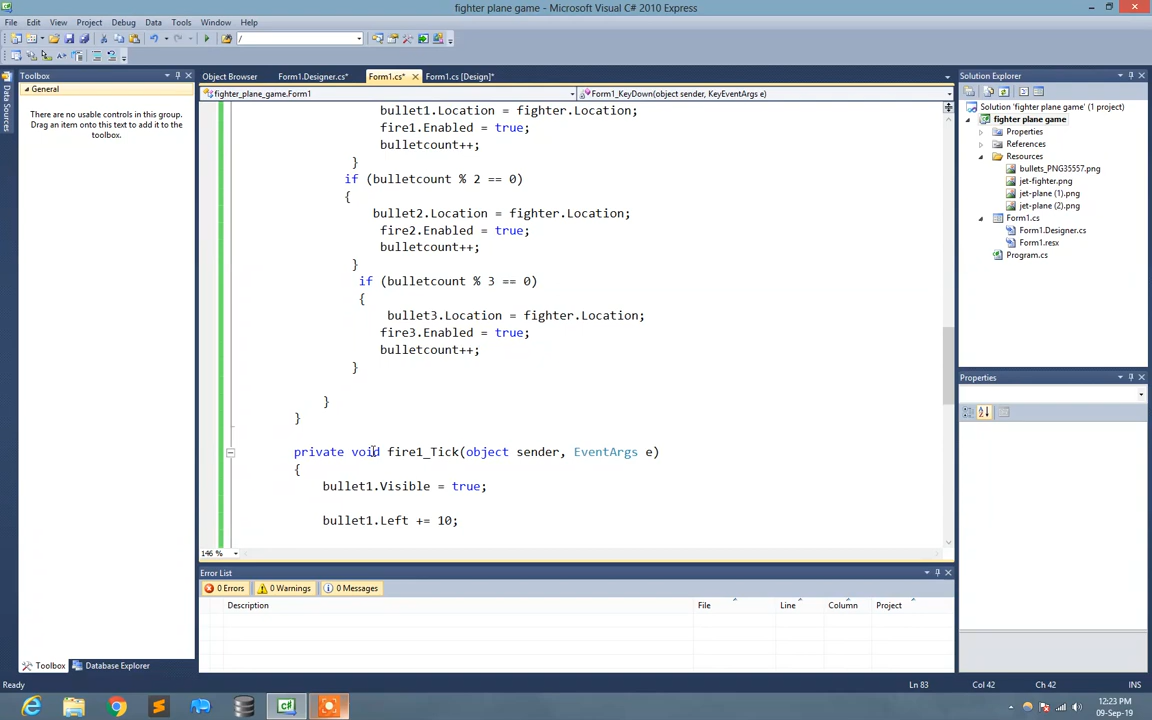 fighter plane game - Microsoft Visual C# 2010 Express
File Edit View Project Debug Data Tools Window Help
/
Toolbox
General
There are no usable controls in this group.
Drag an item onto this text to add it to the
toolbox.
Data Sources
Toolbox Database Explorer
Object Browser Form1.Designer.cs* Form1.cs* Form1.cs [Design]*
fighter_plane_game.Form1 Form1_KeyDown(object sender, KeyEventArgs e)
bullet1.Location = fighter.Location;
fire1.Enabled = true;
bulletcount++;
}
if (bulletcount % 2 == 0)
{
bullet2.Location = fighter.Location;
fire2.Enabled = true;
bulletcount++;
}
if (bulletcount % 3 == 0)
{
bullet3.Location = fighter.Location;
fire3.Enabled = true;
bulletcount++;
}
}
}
private void fire1_Tick(object sender, EventArgs e)
{
bullet1.Visible = true;
bullet1.Left += 10;
146 %
Error List
0 Errors 0 Warnings 0 Messages
Description File Line Column Project
Solution Explorer
Solution 'fighter plane game' (1 project)
fighter plane game
Properties
References
Resources
bullets_PNG35557.png
jet-fighter.png
jet-plane (1).png
jet-plane (2).png
Form1.cs
Form1.Designer.cs
Form1.resx
Program.cs
Properties
Ready Ln 83 Col 42 Ch 42 INS
12:23 PM
09-Sep-19